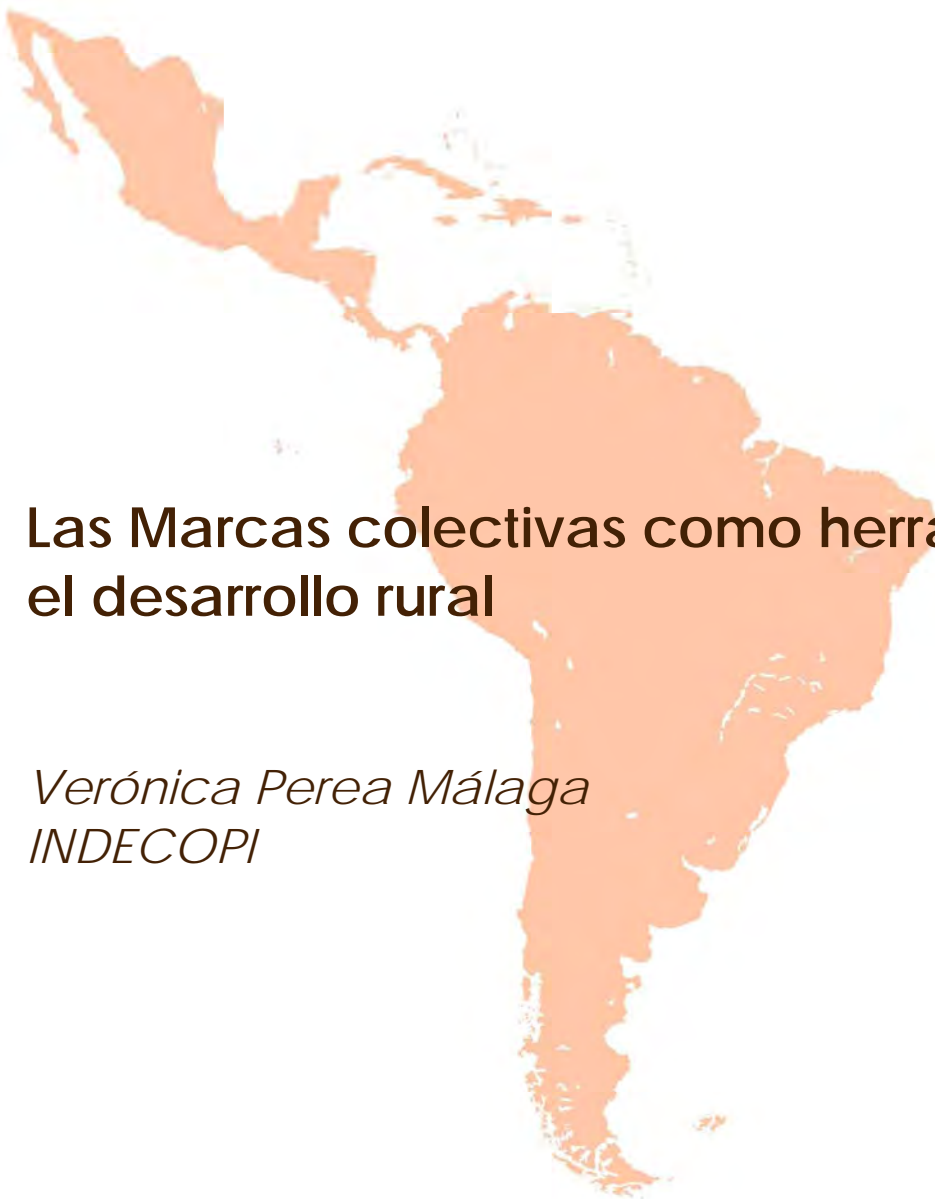 Las Marcas colectivas como herra
el desarrollo rural
Verónica Perea Málaga
INDECOPI